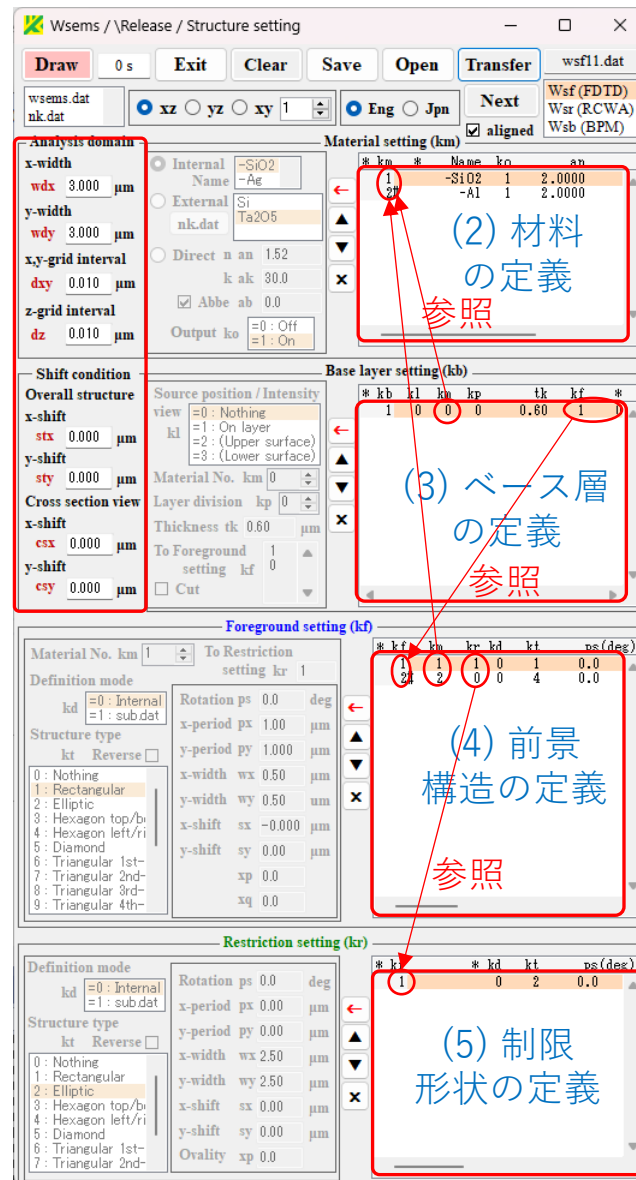 Wsems / \Release / Structure setting
Draw 0 s Exit Clear Save Open Transfer wsf11.dat
wsems.dat
nk.dat
xz yz xy 1 Eng Jpn Next aligned
Wsf (FDTD)
Wsr (RCWA)
Wsb (BPM)
Analysis domain
x-width
wdx 3.000 μm
y-width
wdy 3.000 μm
x,y-grid interval
dxy 0.010 μm
z-grid interval
dz 0.010 μm
Material setting (km)
Internal Name
-SiO2
-Ag
External
nk.dat
Si
Ta2O5
Direct n an 1.52
k ak 30.0
Abbe ab 0.0
Output ko
=0 : Off
=1 : On
* km * Name ko an
1 -SiO2 1 2.0000
2# -Al 1 2.0000
(2) 材料
の定義
参照
Shift condition
Overall structure
x-shift
stx 0.000 μm
y-shift
sty 0.000 μm
Cross section view
x-shift
csx 0.000 μm
y-shift
csy 0.000 μm
Base layer setting (kb)
Source position / Intensity
view
kl
=0 : Nothing
=1 : On layer
=2 : (Upper surface)
=3 : (Lower surface)
Material No. km 0
Layer division kp 0
Thickness tk 0.60 μm
To Foreground
setting kf
1
0
Cut
* kb kl km kp tk kf *
1 0 0 0 0.60 1 0
(3) ベース層
の定義
参照
Foreground setting (kf)
Material No. km 1
To Restriction
setting kr 1
Definition mode
kd
=0 : Internal
=1 : sub.dat
Structure type
kt Reverse
0 : Nothing
1 : Rectangular
2 : Elliptic
3 : Hexagon top/b
4 : Hexagon left/ri
5 : Diamond
6 : Triangular 1st-
7 : Triangular 2nd-
8 : Triangular 3rd-
9 : Triangular 4th-
Rotation ps 0.0 deg
x-period px 1.00 μm
y-period py 1.000 μm
x-width wx 0.50 μm
y-width wy 0.50 um
x-shift sx -0.000 μm
y-shift sy 0.00 μm
xp 0.0
xq 0.0
* kf km kr kd kt ps(deg)
1 1 1 0 1 0.0
2# 2 0 0 4 0.0
(4) 前景
構造の定義
参照
Restriction setting (kr)
Definition mode
kd
=0 : Internal
=1 : sub.dat
Structure type
kt Reverse
0 : Nothing
1 : Rectangular
2 : Elliptic
3 : Hexagon top/b
4 : Hexagon left/ri
5 : Diamond
6 : Triangular 1st-
7 : Triangular 2nd-
Rotation ps 0.0 deg
x-period px 0.00 μm
y-period py 0.00 μm
x-width wx 2.50 μm
y-width wy 2.50 μm
x-shift sx 0.00 μm
y-shift sy 0.00 μm
Ovality xp 0.0
* kr * kd kt ps(deg)
1 0 2 0.0
(5) 制限
形状の定義